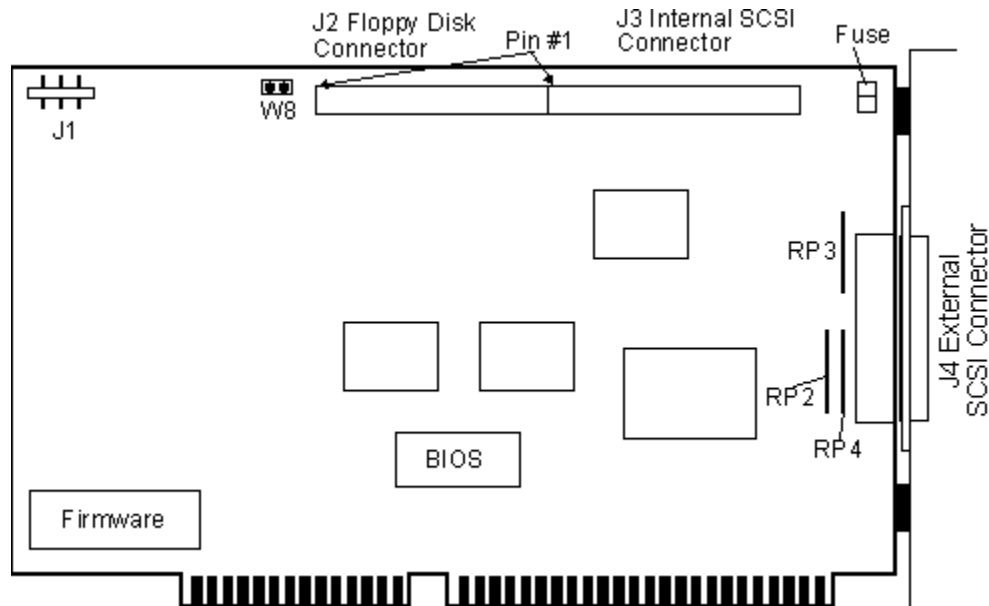 J2 Floppy Disk
Connector
Pin #1
J3 Internal SCSI
Connector
Fuse
J1
W8
RP3
J4 External
SCSI Connector
RP2
RP4
BIOS
Firmware